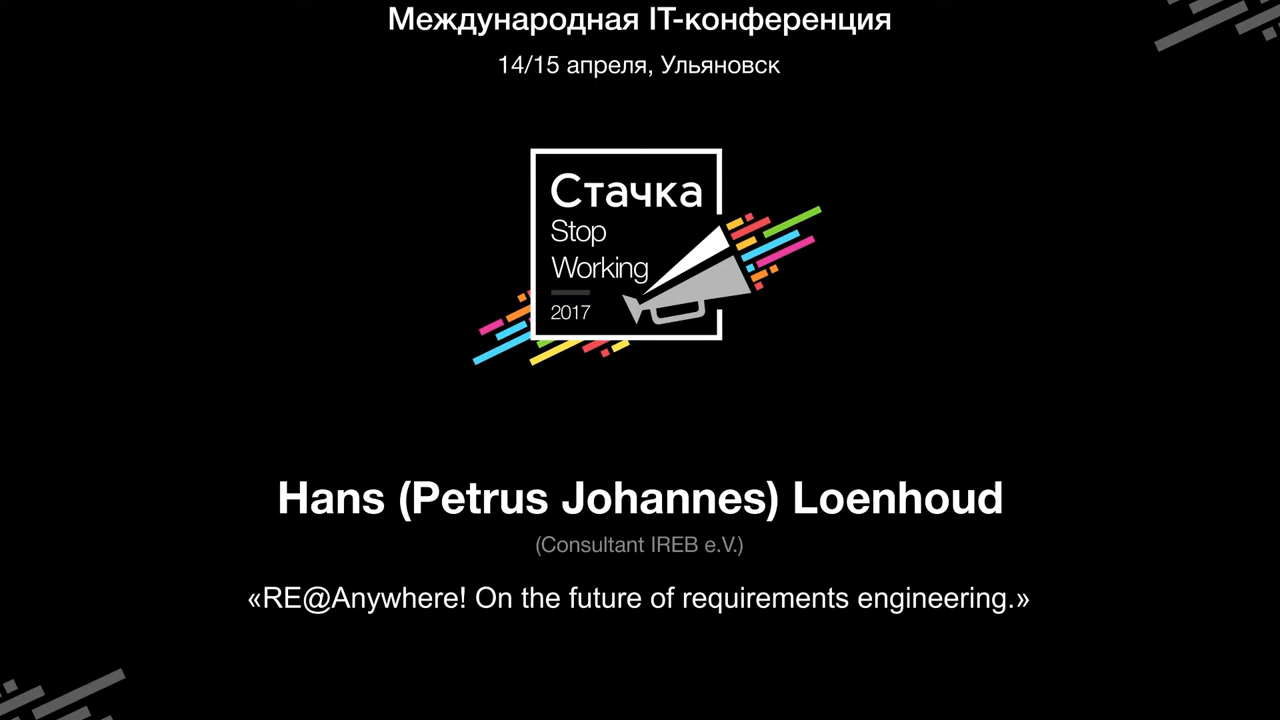 Международная IT-конференция
14/15 апреля, Ульяновск
Стачка
Stop
Working
2017
Hans (Petrus Johannes) Loenhoud
(Consultant IREB e.V.)
«RE@Anywhere! On the future of requirements engineering.»